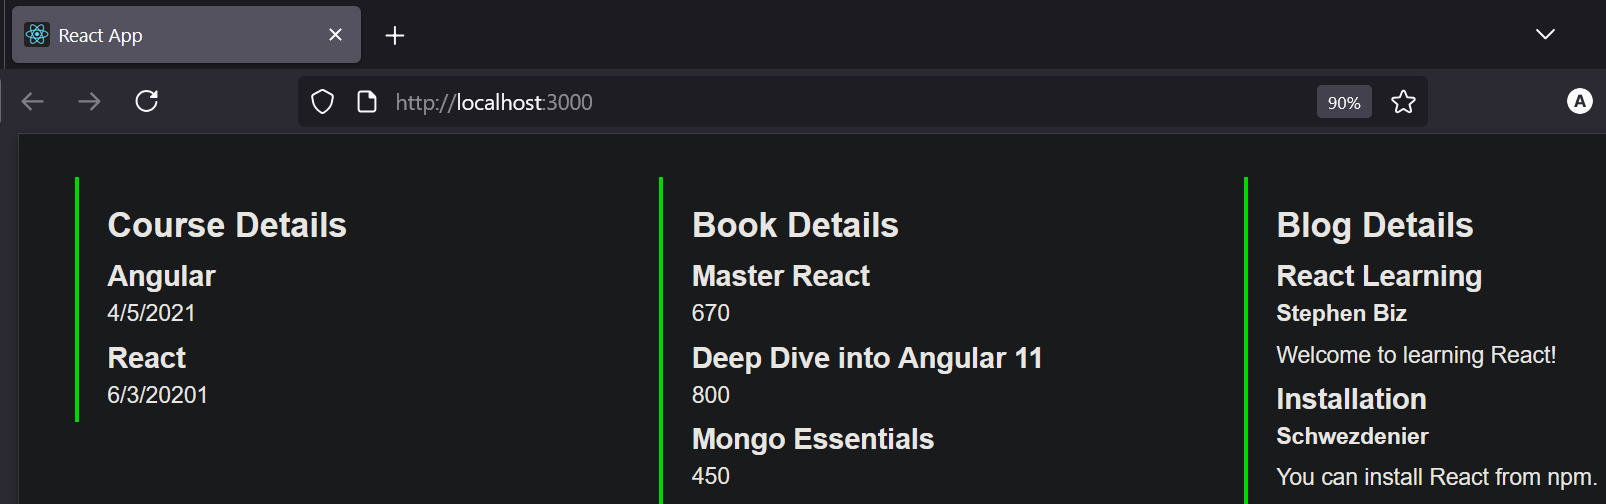 React App
http://localhost:3000
90%
A
Course Details
Angular
4/5/2021
React
6/3/20201
Book Details
Master React
670
Deep Dive into Angular 11
800
Mongo Essentials
450
Blog Details
React Learning
Stephen Biz
Welcome to learning React!
Installation
Schwezdenier
You can install React from npm.